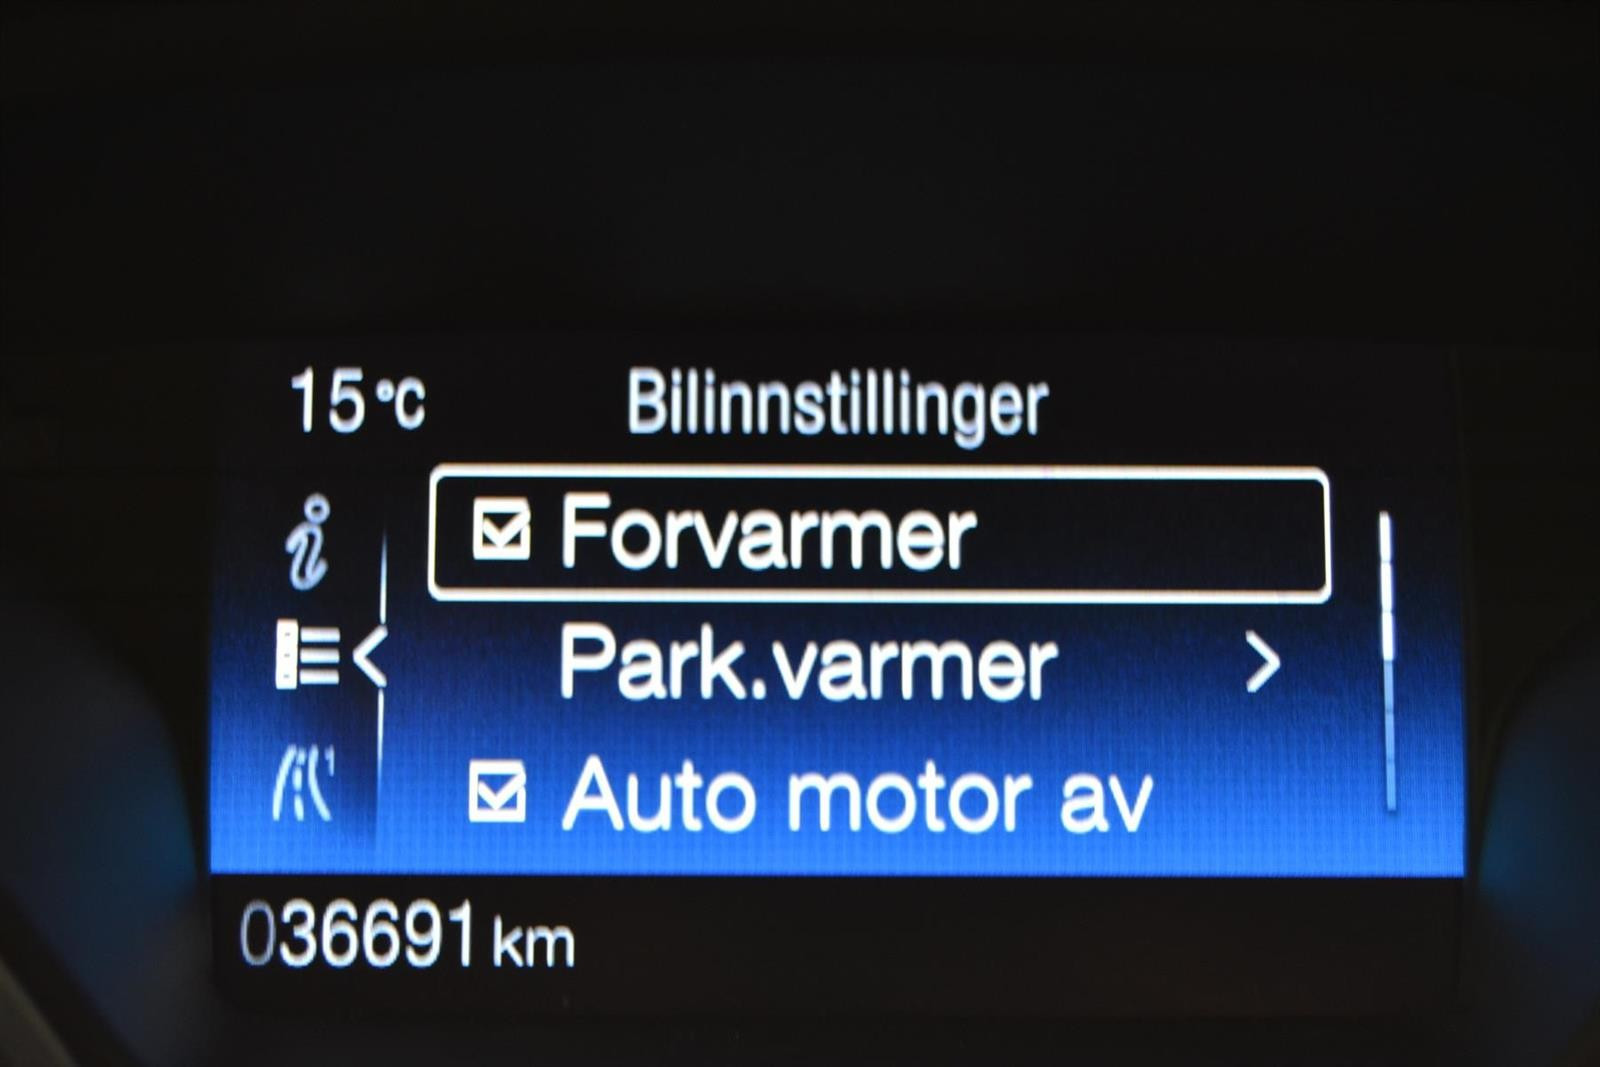 15°C Bilinnstillinger
Forvarmer
Park.varmer
Auto motor av
036691 km